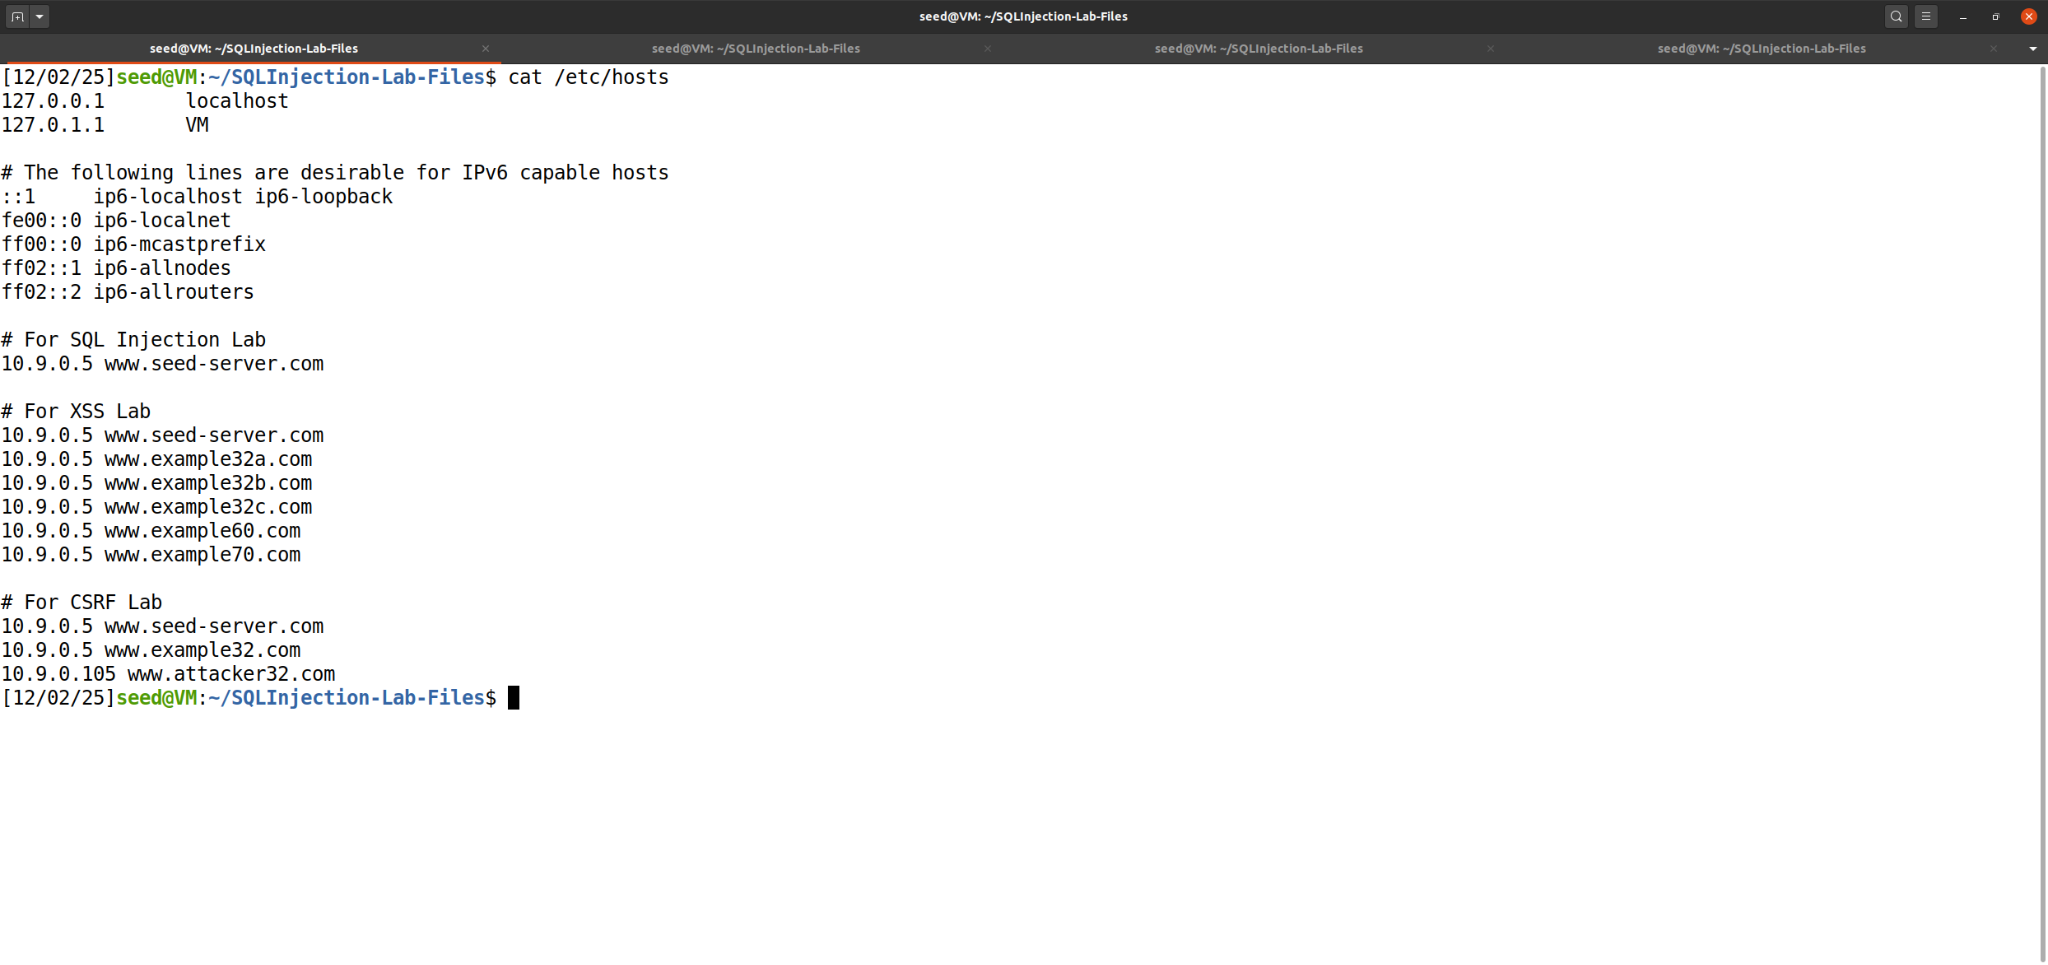 seed@VM: ~/SQLInjection-Lab-Files
seed@VM: ~/SQLInjection-Lab-Files seed@VM: ~/SQLInjection-Lab-Files seed@VM: ~/SQLInjection-Lab-Files seed@VM: ~/SQLInjection-Lab-Files
[12/02/25]seed@VM:~/SQLInjection-Lab-Files$ cat /etc/hosts
127.0.0.1       localhost
127.0.1.1       VM

# The following lines are desirable for IPv6 capable hosts
::1     ip6-localhost ip6-loopback
fe00::0 ip6-localnet
ff00::0 ip6-mcastprefix
ff02::1 ip6-allnodes
ff02::2 ip6-allrouters

# For SQL Injection Lab
10.9.0.5 www.seed-server.com

# For XSS Lab
10.9.0.5 www.seed-server.com
10.9.0.5 www.example32a.com
10.9.0.5 www.example32b.com
10.9.0.5 www.example32c.com
10.9.0.5 www.example60.com
10.9.0.5 www.example70.com

# For CSRF Lab
10.9.0.5 www.seed-server.com
10.9.0.5 www.example32.com
10.9.0.105 www.attacker32.com
[12/02/25]seed@VM:~/SQLInjection-Lab-Files$